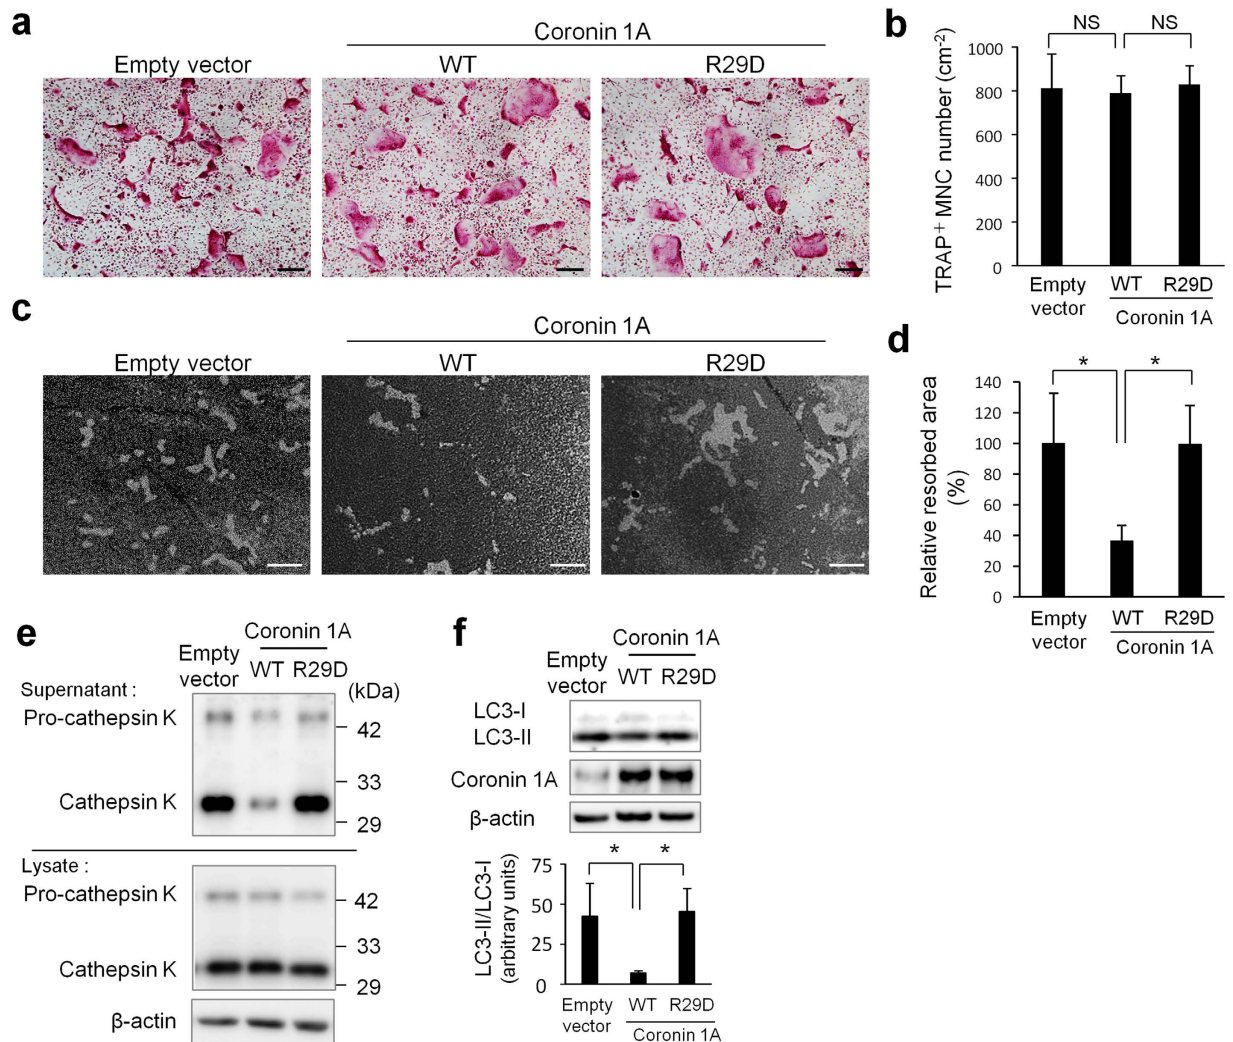 a
Coronin 1A
Empty vector
WT
R29D
b
TRAP⁺ MNC number (cm⁻²)
1000
800
600
400
200
0
NS
NS
Empty
vector
WT
R29D
Coronin 1A
c
Coronin 1A
Empty vector
WT
R29D
d
Relative resorbed area
(%)
140
120
100
80
60
40
20
0
*
*
Empty
vector
WT
R29D
Coronin 1A
e
Coronin 1A
Empty
vector
WT
R29D
Supernatant :
(kDa)
Pro-cathepsin K
42
33
Cathepsin K
29
Lysate :
Pro-cathepsin K
42
33
Cathepsin K
29
β-actin
f
Coronin 1A
Empty
vector
WT
R29D
LC3-I
LC3-II
Coronin 1A
β-actin
LC3-II/LC3-I
(arbitrary units)
75
50
25
0
*
*
Empty
vector
WT
R29D
Coronin 1A